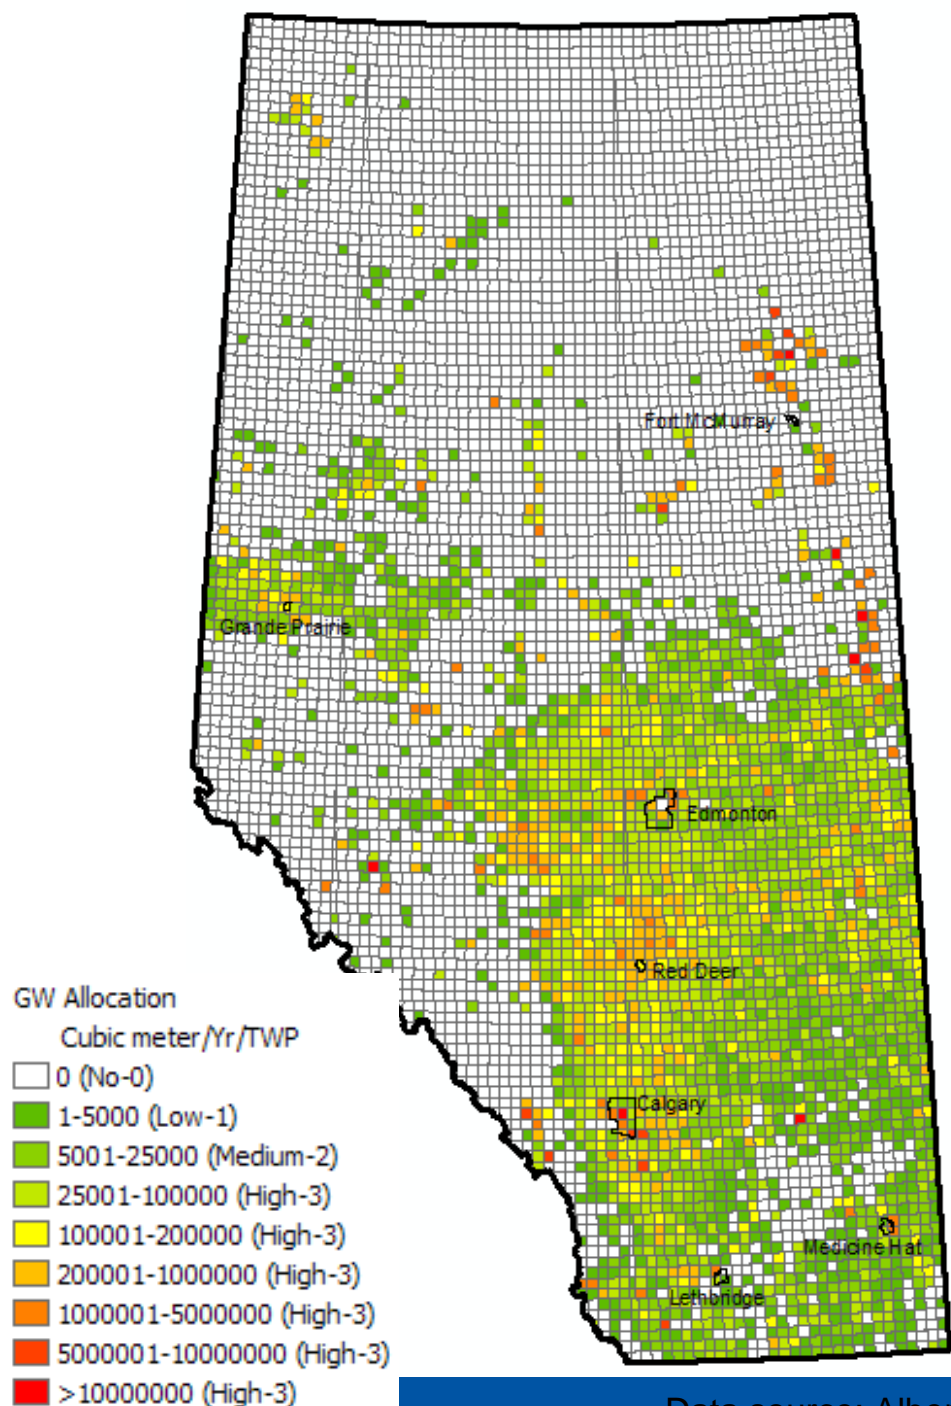 Fort McMurray
Grande Prairie
Edmonton
Red Deer
Calgary
Medicine Hat
Lethbridge
GW Allocation
Cubic meter/Yr/TWP
0 (No-0)
1-5000 (Low-1)
5001-25000 (Medium-2)
25001-100000 (High-3)
100001-200000 (High-3)
200001-1000000 (High-3)
1000001-5000000 (High-3)
5000001-10000000 (High-3)
>10000000 (High-3)